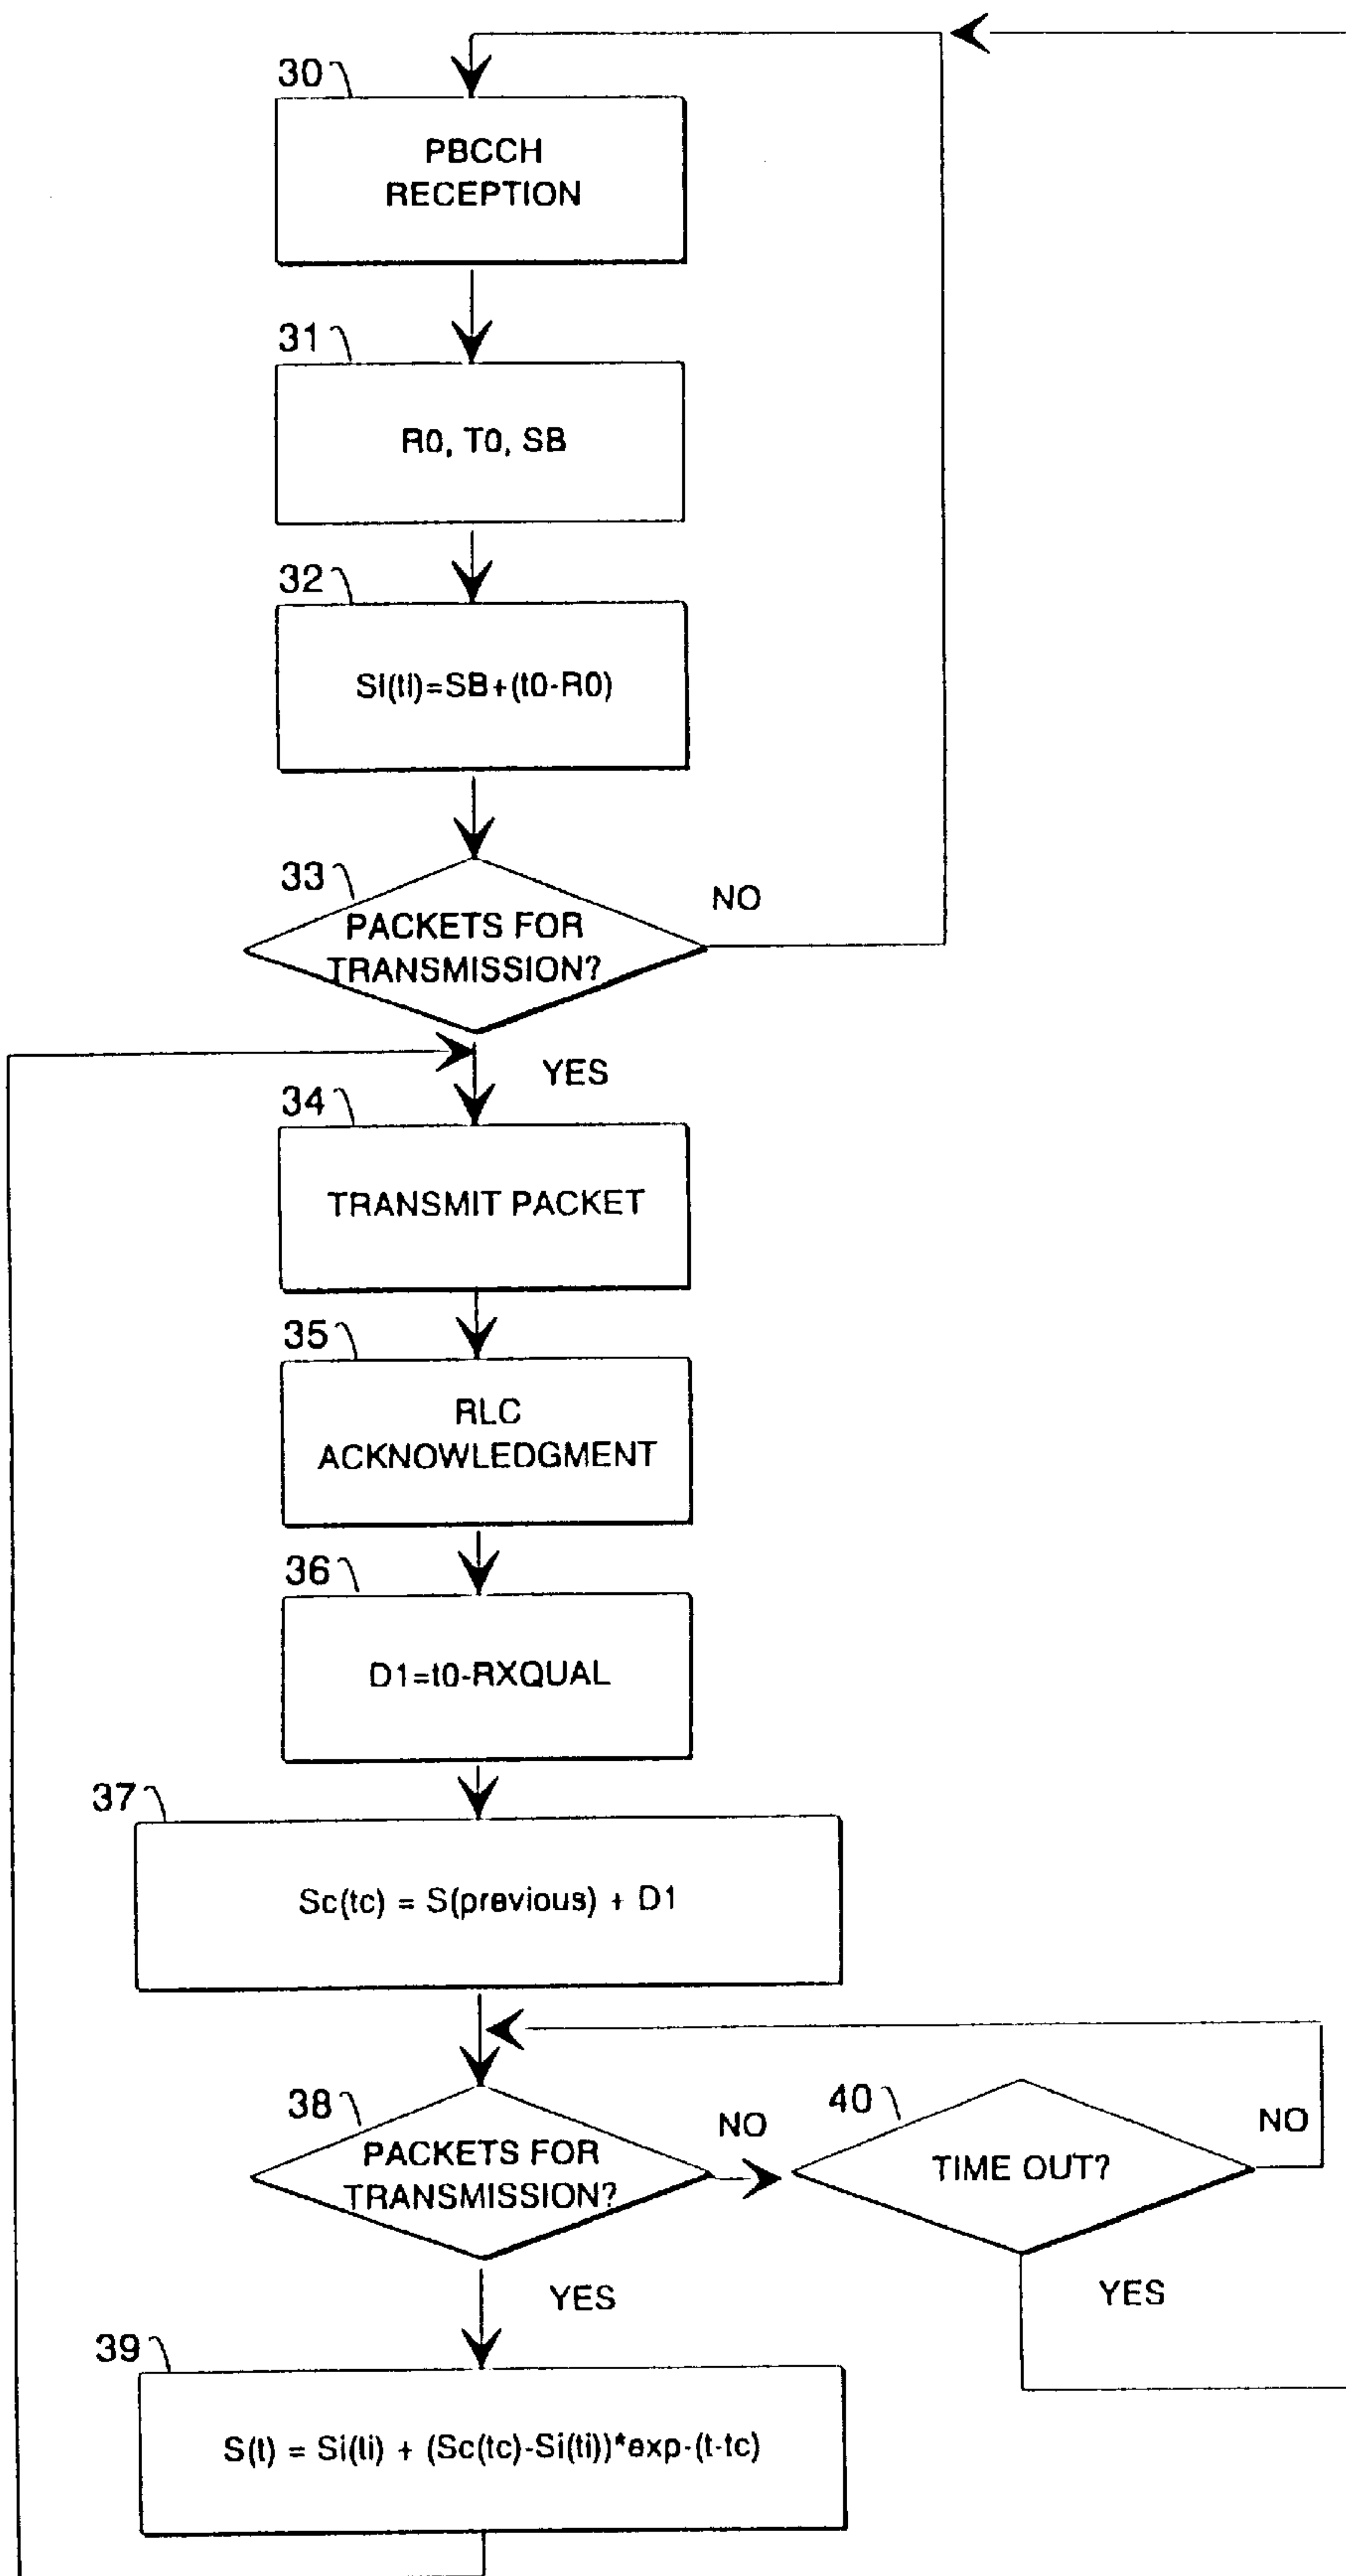 30
PBCCH
RECEPTION
31
R0, T0, SB
32
Si(ti)=SB+(t0-R0)
33
PACKETS FOR
TRANSMISSION?
NO
YES
34
TRANSMIT PACKET
35
RLC
ACKNOWLEDGMENT
36
D1=t0-RXQUAL
37
Sc(tc) = S(previous) + D1
38
PACKETS FOR
TRANSMISSION?
NO
40
TIME OUT?
NO
YES
YES
39
S(t) = Si(ti) + (Sc(tc)-Si(ti))*exp-(t-tc)